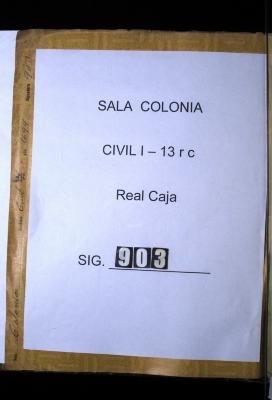 SALA COLONIA
CIVIL I – 13 r c
Real Caja
SIG. 903